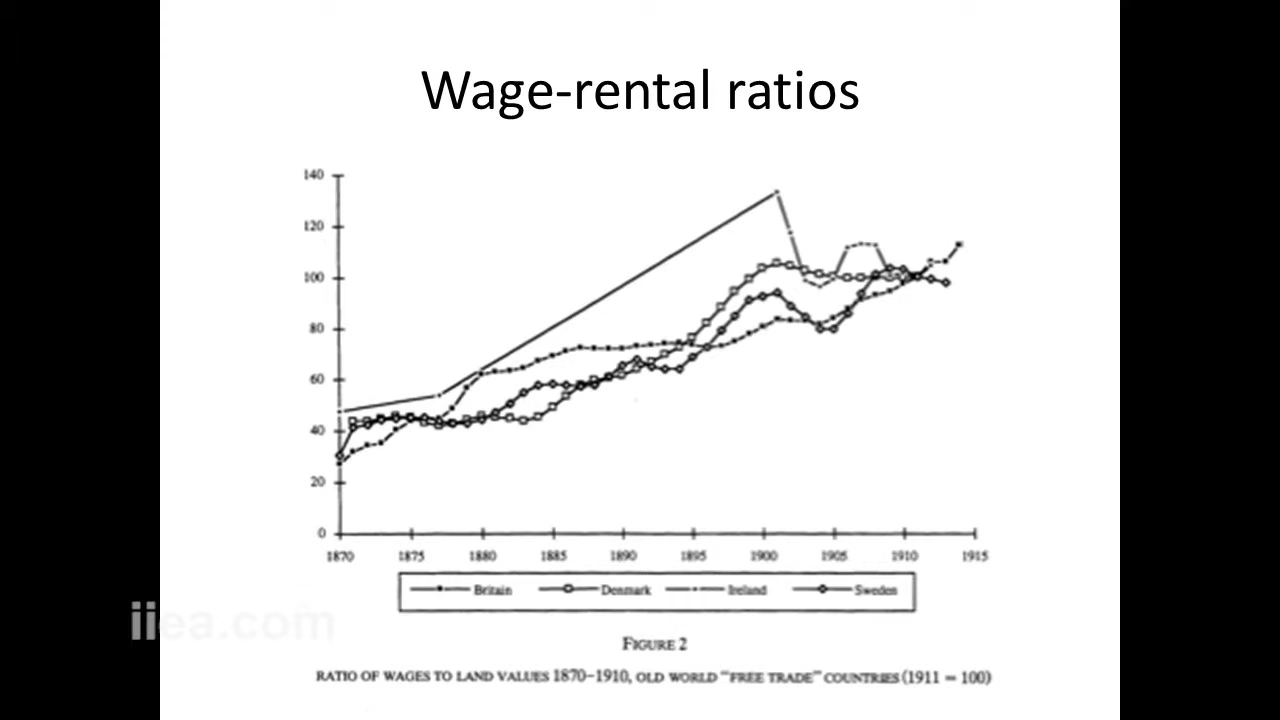 Wage-rental ratios
140
120
100
80
60
40
20
0
1870 1875 1880 1885 1890 1895 1900 1905 1910 1915
Britain Denmark Ireland Sweden
iiea.com
FIGURE 2
RATIO OF WAGES TO LAND VALUES 1870–1910, OLD WORLD "FREE TRADE" COUNTRIES (1911 = 100)